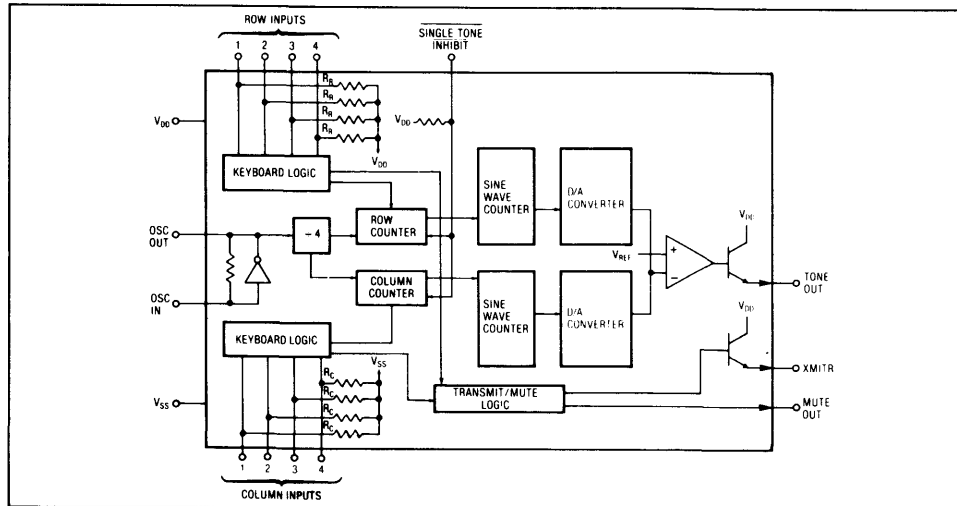 ROW INPUTS
1 2 3 4
SINGLE TONE
INHIBIT
R_R
R_R
R_R
R_R
V_DD
V_DD
V_DD
KEYBOARD LOGIC
SINE
WAVE
COUNTER
D/A
CONVERTER
OSC
OUT
÷4
ROW
COUNTER
V_DD
V_REF
+
−
TONE
OUT
COLUMN
COUNTER
OSC
IN
SINE
WAVE
COUNTER
D/A
CONVERTER
V_DD
KEYBOARD LOGIC
V_SS
R_C
R_C
R_C
R_C
XMITR
TRANSMIT/MUTE
LOGIC
MUTE
OUT
V_SS
1 2 3 4
COLUMN INPUTS